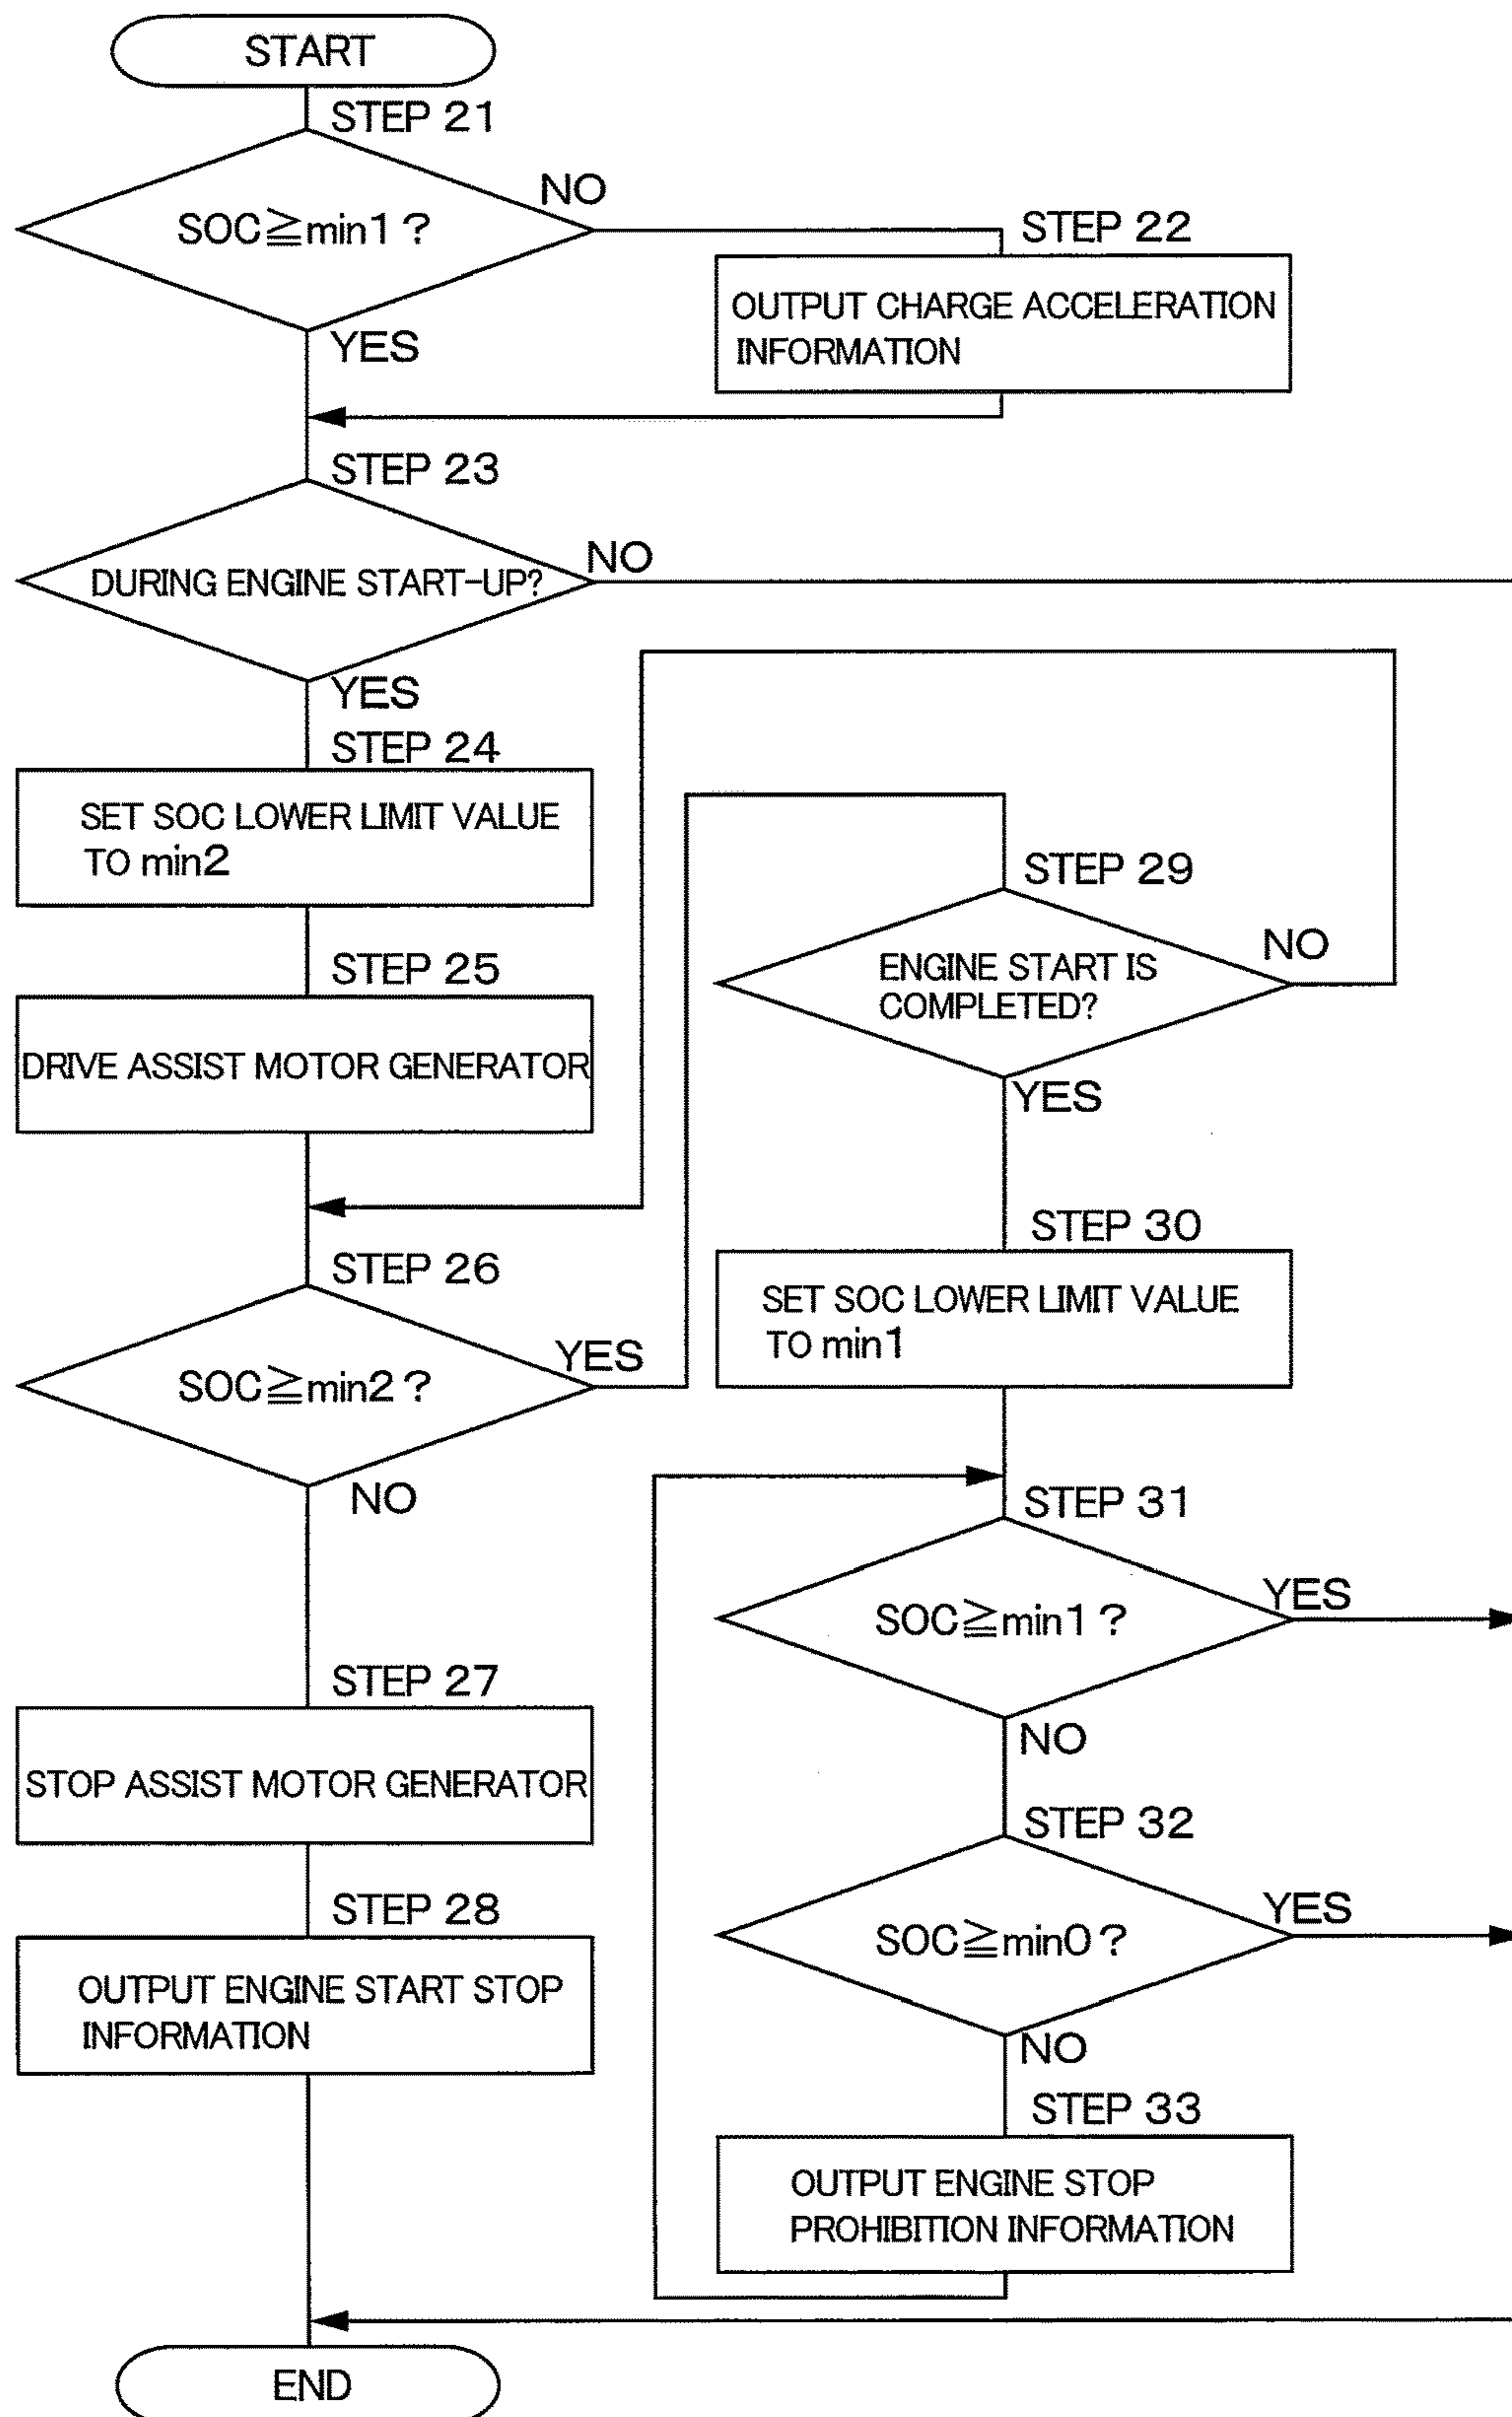 START
STEP 21
SOC≧min1?
NO
YES
STEP 22
OUTPUT CHARGE ACCELERATION
INFORMATION
STEP 23
DURING ENGINE START-UP?
NO
YES
STEP 24
SET SOC LOWER LIMIT VALUE
TO min2
STEP 25
DRIVE ASSIST MOTOR GENERATOR
STEP 26
SOC≧min2?
YES
NO
STEP 27
STOP ASSIST MOTOR GENERATOR
STEP 28
OUTPUT ENGINE START STOP
INFORMATION
STEP 29
ENGINE START IS
COMPLETED?
NO
YES
STEP 30
SET SOC LOWER LIMIT VALUE
TO min1
STEP 31
SOC≧min1?
YES
NO
STEP 32
SOC≧min0?
YES
NO
STEP 33
OUTPUT ENGINE STOP
PROHIBITION INFORMATION
END